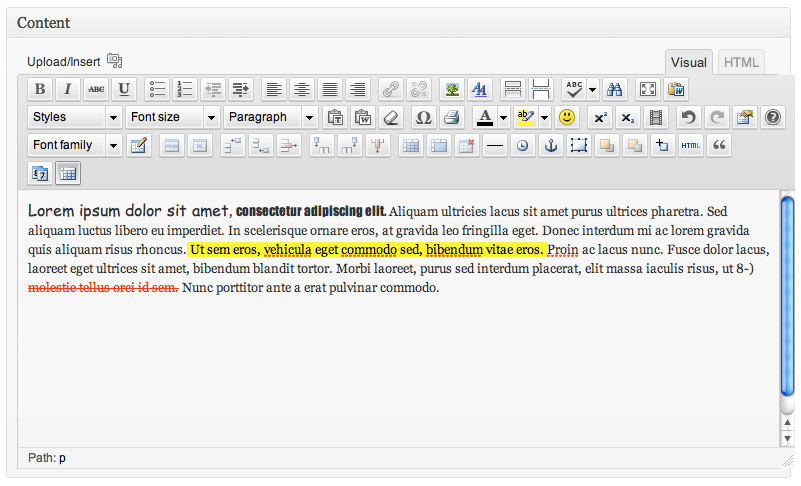 Content
Upload/Insert
Visual HTML
B I ABC U ABC
Styles Font size Paragraph T W Ω A ab x² x₂ ?
Font family HTML “
Lorem ipsum dolor sit amet, consectetur adipiscing elit. Aliquam ultricies lacus sit amet purus ultrices pharetra. Sed
aliquam luctus libero eu imperdiet. In scelerisque ornare eros, at gravida leo fringilla eget. Donec interdum mi ac lorem gravida
quis aliquam risus rhoncus. Ut sem eros, vehicula eget commodo sed, bibendum vitae eros. Proin ac lacus nunc. Fusce dolor lacus,
laoreet eget ultrices sit amet, bibendum blandit tortor. Morbi laoreet, purus sed interdum placerat, elit massa iaculis risus, ut 8-)
molestie tellus orci id sem. Nunc porttitor ante a erat pulvinar commodo.
Path: p